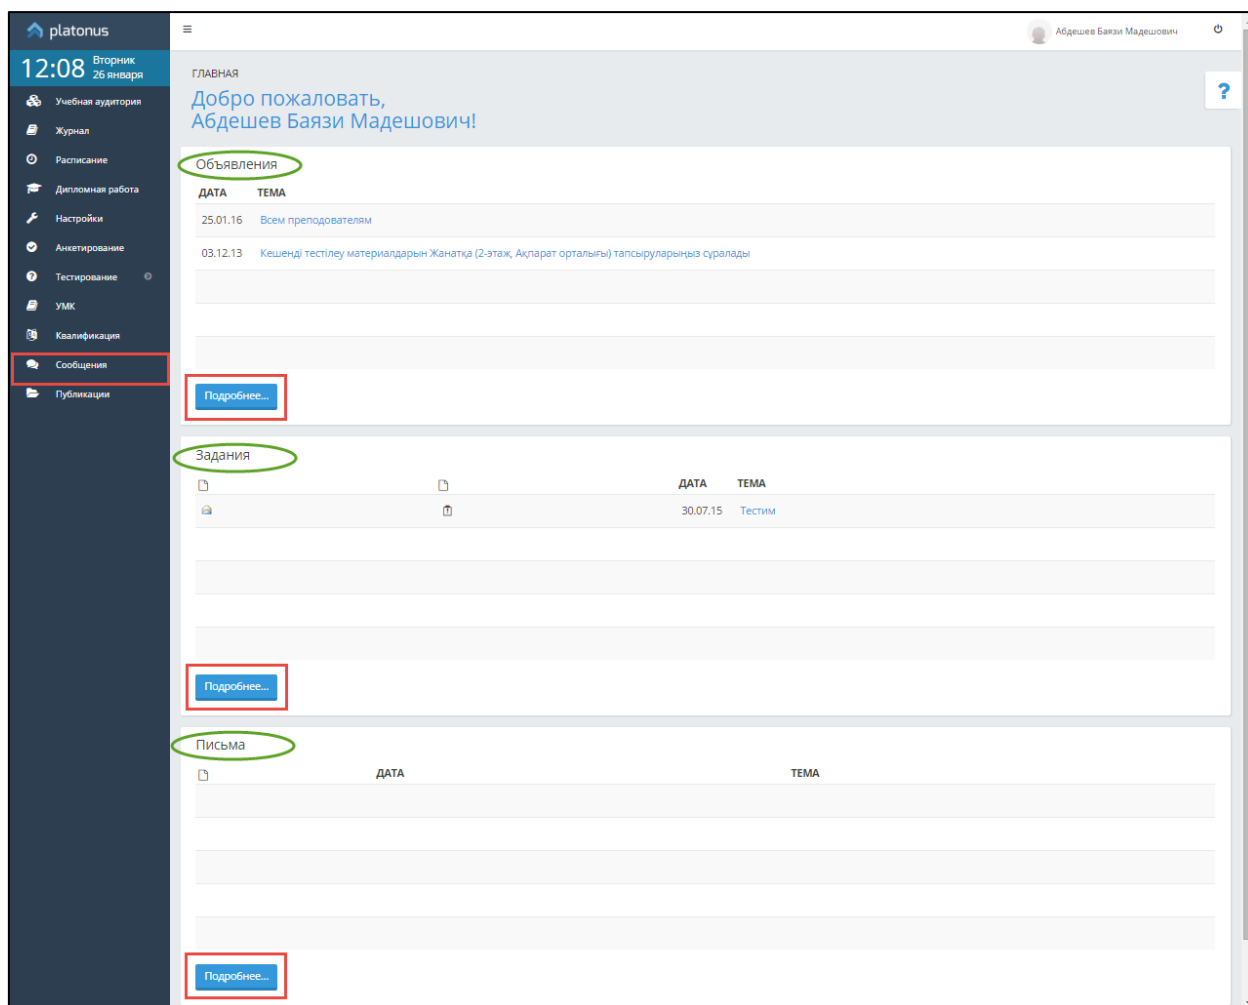 platonus
Абдешев Баязи Мадешович
12:08 Вторник
26 января
Учебная аудитория
Журнал
Расписание
Дипломная работа
Настройки
Анкетирование
Тестирование
УМК
Квалификация
Сообщения
Публикации
ГЛАВНАЯ
Добро пожаловать,
Абдешев Баязи Мадешович!
?
Объявления
ДАТА ТЕМА
25.01.16 Всем преподователям
03.12.13 Кешенді тестілеу материалдарын Жанатқа (2-этаж, Ақпарат орталығы) тапсыруларыңыз сұралады
Подробнее...
Задания
ДАТА ТЕМА
30.07.15 Тестим
Подробнее...
Письма
ДАТА ТЕМА
Подробнее...